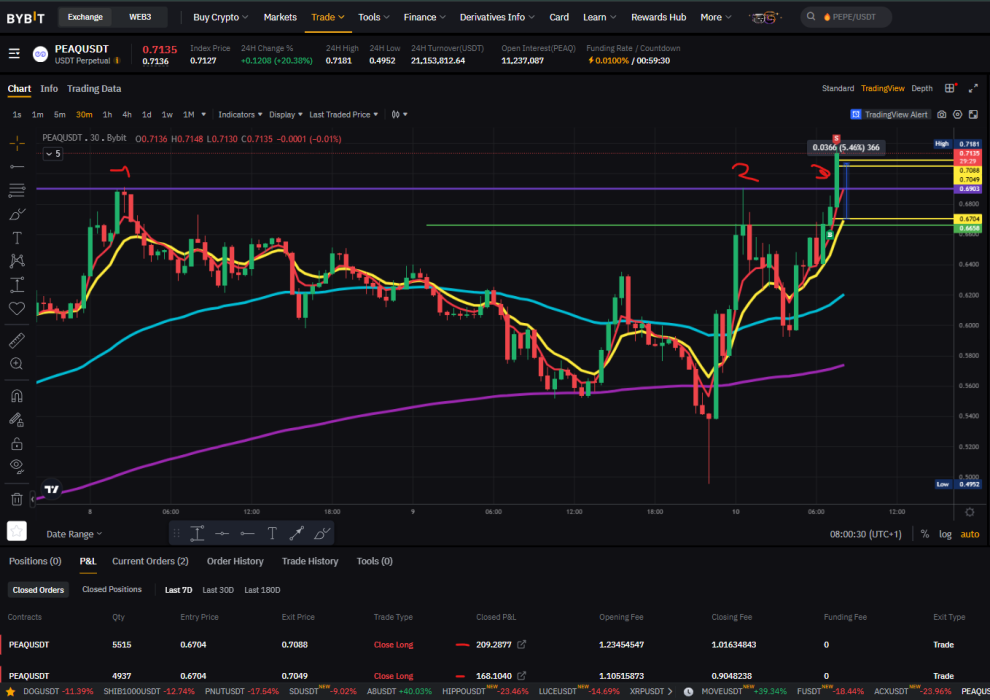 BYBIT Exchange WEB3 Buy Crypto Markets Trade Tools Finance Derivatives Info Card Learn Rewards Hub More PEPE/USDT
PEAQUSDT 0.7135 Index Price 24H Change % 24H High 24H Low 24H Turnover(USDT) Open Interest(PEAQ) Funding Rate / Countdown
USDT Perpetual 0.7136 0.7127 +0.1208 (+20.38%) 0.7181 0.4952 21,153,812.64 11,237,087 0.0100% / 00:59:30
Chart Info Trading Data Standard TradingView Depth
1s 1m 5m 30m 1h 4h 1d 1w 1M Indicators Display Last Traded Price TradingView Alert
PEAQUSDT . 30 . Bybit O0.7136 H0.7148 L0.7130 C0.7135 -0.0001 (-0.01%)
5
S
0.0366 (5.46%) 366
High 0.7181
0.7135
29:29
0.7088
0.7049
1 2 3
0.6903
0.6800
0.6704
0.6658
B
0.6400
0.6200
0.6000
0.5800
0.5600
0.5400
0.5200
0.5000
Low 0.4952
8 06:00 12:00 18:00 9 06:00 12:00 18:00 10 06:00 12:00
Date Range 08:00:30 (UTC+1) % log auto
Positions (0) P&L Current Orders (2) Order History Trade History Tools (0)
Closed Orders Closed Positions Last 7D Last 30D Last 180D
Contracts Qty Entry Price Exit Price Trade Type Closed P&L Opening Fee Closing Fee Funding Fee Exit Type
PEAQUSDT 5515 0.6704 0.7088 Close Long 209.2877 1.23454547 1.01634843 0 Trade
PEAQUSDT 4937 0.6704 0.7049 Close Long 168.1040 1.10515873 0.9048238 0 Trade
DOGUSDT -11.39% SHIB1000USDT -12.74% PNUTUSDT -17.54% SDUSDT NEW -9.02% A8USDT +40.03% HIPPOUSDT NEW -23.46% LUCEUSDT NEW -14.69% XRPUSDT MOVEUSDT NEW +39.34% FUSDT NEW -18.44% ACXUSDT NEW -23.96% PEAQU